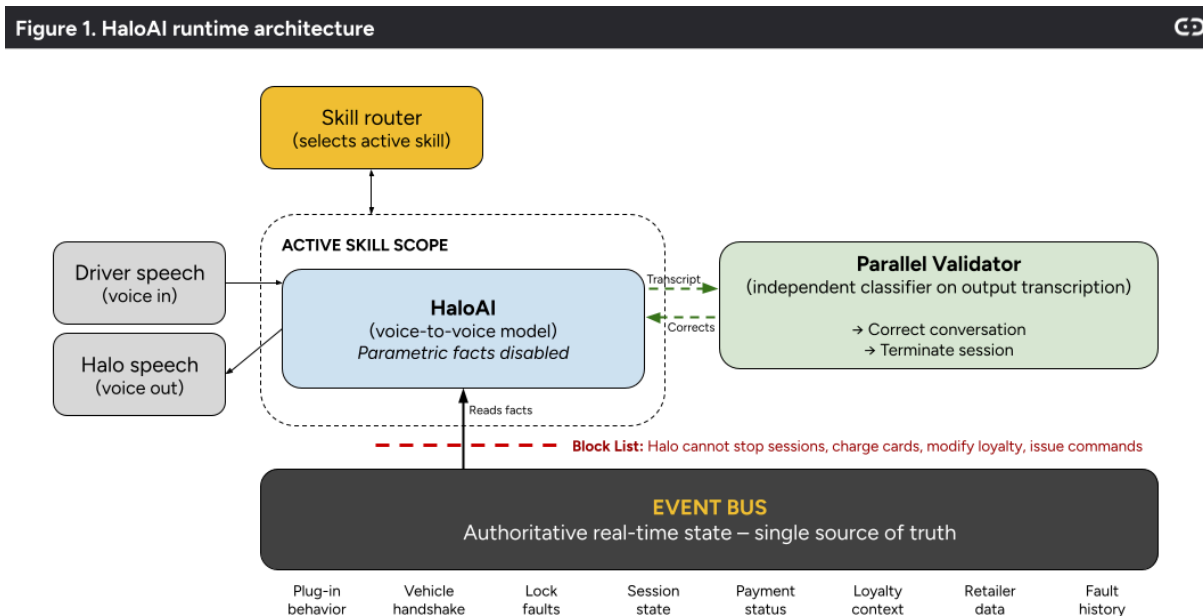 Figure 1. HaloAI runtime architecture
Skill router
(selects active skill)
ACTIVE SKILL SCOPE
Driver speech
(voice in)
Halo speech
(voice out)
HaloAI
(voice-to-voice model)
Parametric facts disabled
Transcript
Corrects
Parallel Validator
(independent classifier on output transcription)
→ Correct conversation
→ Terminate session
Reads facts
Block List: Halo cannot stop sessions, charge cards, modify loyalty, issue commands
EVENT BUS
Authoritative real-time state – single source of truth
Plug-in
behavior
Vehicle
handshake
Lock
faults
Session
state
Payment
status
Loyalty
context
Retailer
data
Fault
history